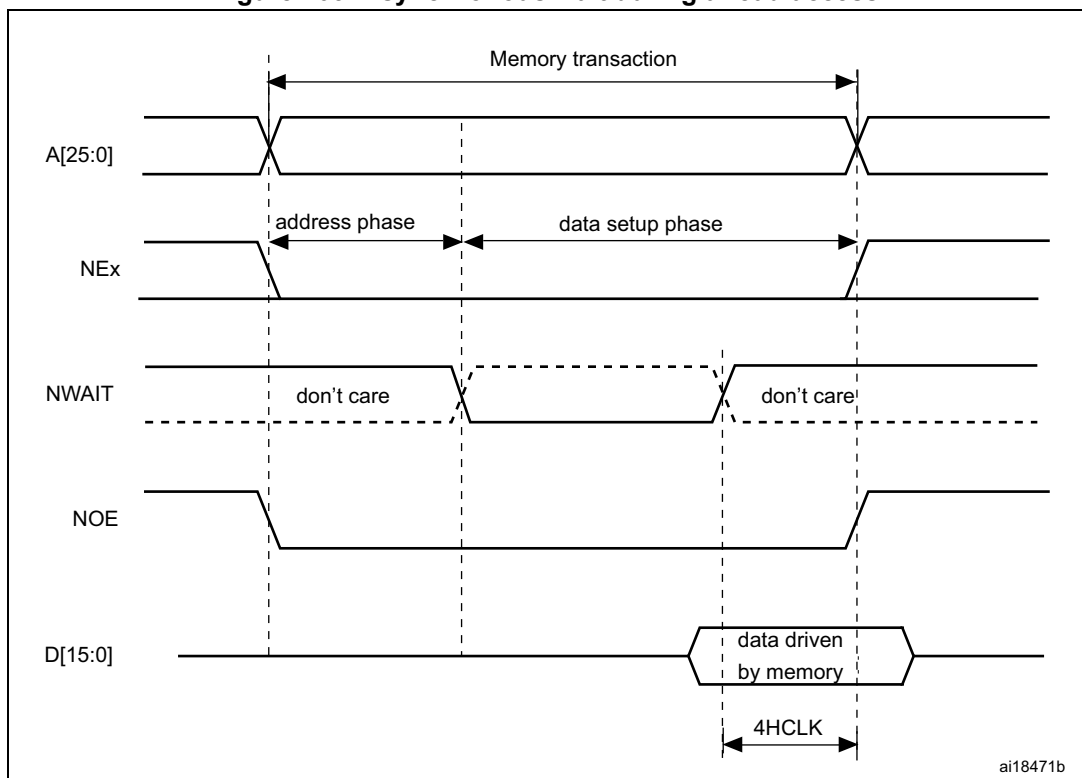 Memory transaction
A[25:0]
address phase
data setup phase
NEx
NWAIT
don't care
don't care
NOE
D[15:0]
data driven
by memory
4HCLK
ai18471b